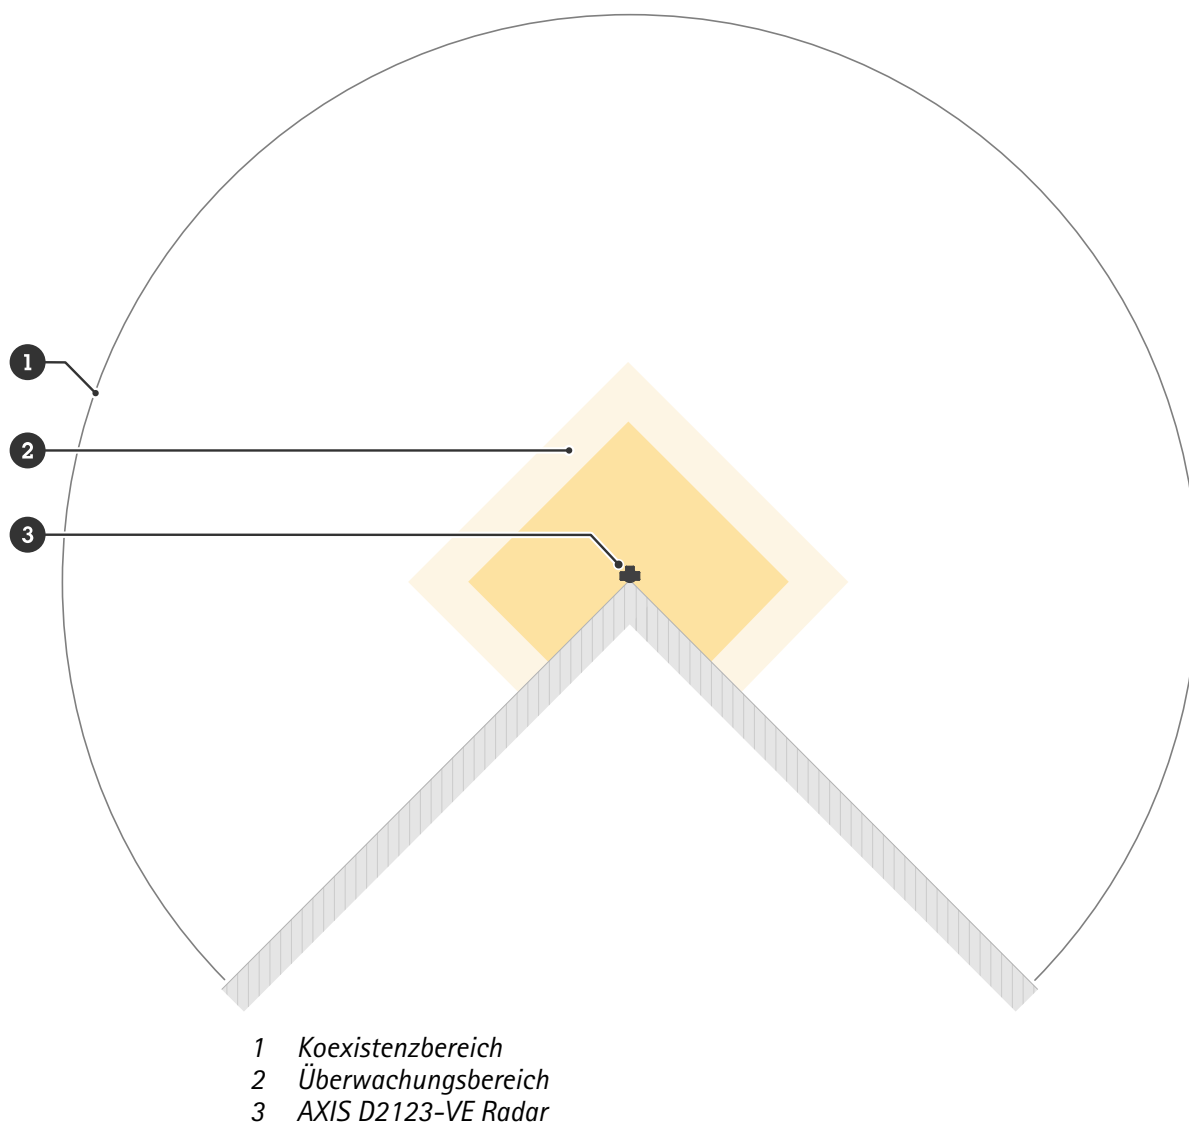 1
2
3
1 Koexistenzbereich
2 Überwachungsbereich
3 AXIS D2123-VE Radar